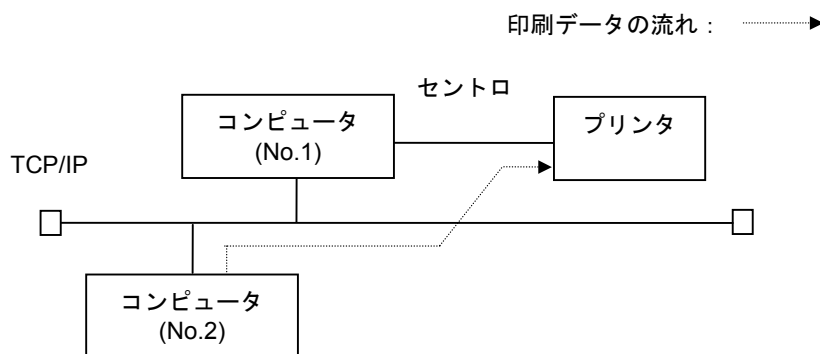 印刷データの流れ：
セントロ
コンピュータ
(No.1)
プリンタ
TCP/IP
コンピュータ
(No.2)